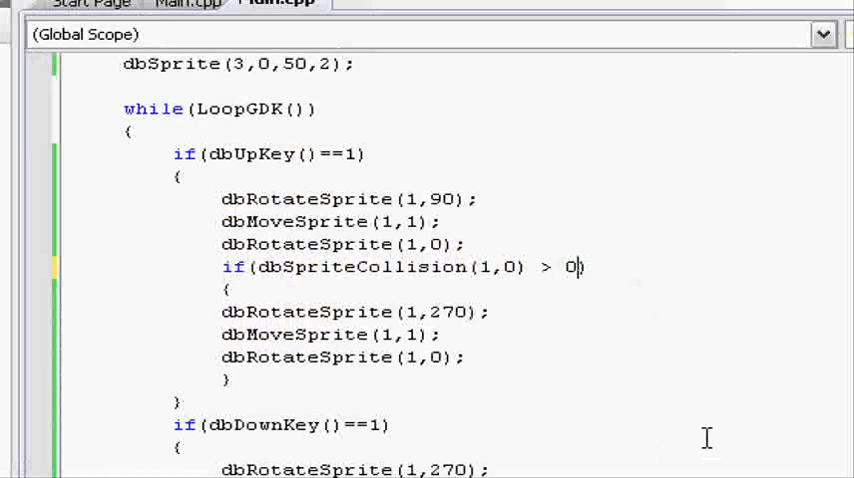 Start Page Main.cpp Main.cpp
(Global Scope)
dbSprite(3,0,50,2);
while(LoopGDK())
{
if(dbUpKey()==1)
{
dbRotateSprite(1,90);
dbMoveSprite(1,1);
dbRotateSprite(1,0);
if(dbSpriteCollision(1,0) > 0)
{
dbRotateSprite(1,270);
dbMoveSprite(1,1);
dbRotateSprite(1,0);
}
}
if(dbDownKey()==1)
{
dbRotateSprite(1,270);